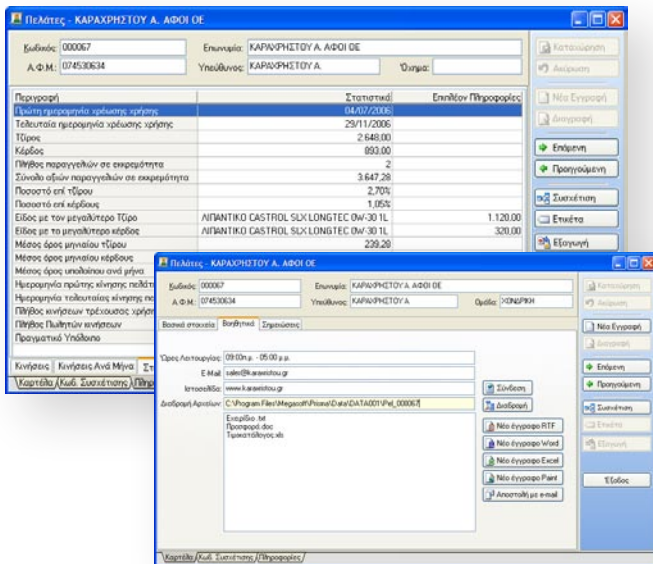 Πελάτες - ΚΑΡΑΧΡΗΣΤΟΥ Α. ΑΦΟΙ ΟΕ
Κωδικός: 000067 Επωνυμία: ΚΑΡΑΧΡΗΣΤΟΥ Α. ΑΦΟΙ ΟΕ
Α.Φ.Μ.: 074530634 Υπεύθυνος: ΚΑΡΑΧΡΗΣΤΟΥ Α. Όχημα:
Καταχώρηση
Ακύρωση
Νέα Εγγραφή
Διαγραφή
Επόμενη
Προηγούμενη
Συσχέτιση
Ετικέτα
Εξαγωγή
Περιγραφή Στατιστικά Επιπλέον Πληροφορίες
Πρώτη ημερομηνία χρέωσης χρήσης 04/07/2006
Τελευταία ημερομηνία χρέωσης χρήσης 29/11/2006
Τζίρος 2.648,00
Κέρδος 893,00
Πλήθος παραγγελιών σε εκκρεμότητα 2
Σύνολο αξιών παραγγελιών σε εκκρεμότητα 3.647,28
Ποσοστό επί τζίρου 2,70%
Ποσοστό επί κέρδους 1,05%
Είδος με τον μεγαλύτερο Τζίρο ΛΙΠΑΝΤΙΚΟ CASTROL SLX LONGTEC 0W-30 1L 1.120,00
Είδος με το μεγαλύτερο κέρδος ΛΙΠΑΝΤΙΚΟ CASTROL SLX LONGTEC 0W-30 1L 320,00
Μέσος όρος μηνιαίου τζίρου 239,28
Μέσος όρος μηνιαίου κέρδους
Μέσος όρος υπολοίπου ανά μήνα
Ημερομηνία πρώτης κίνησης πελάτη
Ημερομηνία τελευταίας κίνησης
Πλήθος κινήσεων τρέχουσας
Πλήθος Πωλητών κινήσεων
Πραγματικό Υπόλοιπο
Κινήσεις Κινήσεις Ανά Μήνα
Καρτέλα Κωδ. Συσχέτισης
Πελάτες - ΚΑΡΑΧΡΗΣΤΟΥ Α. ΑΦΟΙ ΟΕ
Κωδικός: 000067 Επωνυμία: ΚΑΡΑΧΡΗΣΤΟΥ Α. ΑΦΟΙ ΟΕ
Α.Φ.Μ.: 074530634 Υπεύθυνος: ΚΑΡΑΧΡΗΣΤΟΥ Α. Ομάδα: ΧΟΝΔΡΙΚΗ
Βασικά στοιχεία Βοηθητικά Σημειώσεις
Ώρες Λειτουργίας: 09:00π.μ. - 05:00 μ.μ.
E-Mail: sales@karaxristou.gr
Ιστοσελίδα: www.karaxristou.gr
Διαδρομή Αρχείων: C:\Program Files\Megasoft\Prisma\Data\DATA001\Pel_000067
Εχειρίδιο .txt
Προσφορά.doc
Τιμοκατάλογος.xls
Σύνδεση
Διαδρομή
Νέο έγγραφο RTF
Νέο έγγραφο Word
Νέο έγγραφο Excel
Νέο έγγραφο Paint
Αποστολή με e-mail
Καταχώρηση
Ακύρωση
Νέα Εγγραφή
Διαγραφή
Επόμενη
Προηγούμενη
Συσχέτιση
Ετικέτα
Εξαγωγή
Έξοδος
Καρτέλα Κωδ. Συσχέτισης Πληροφορίες